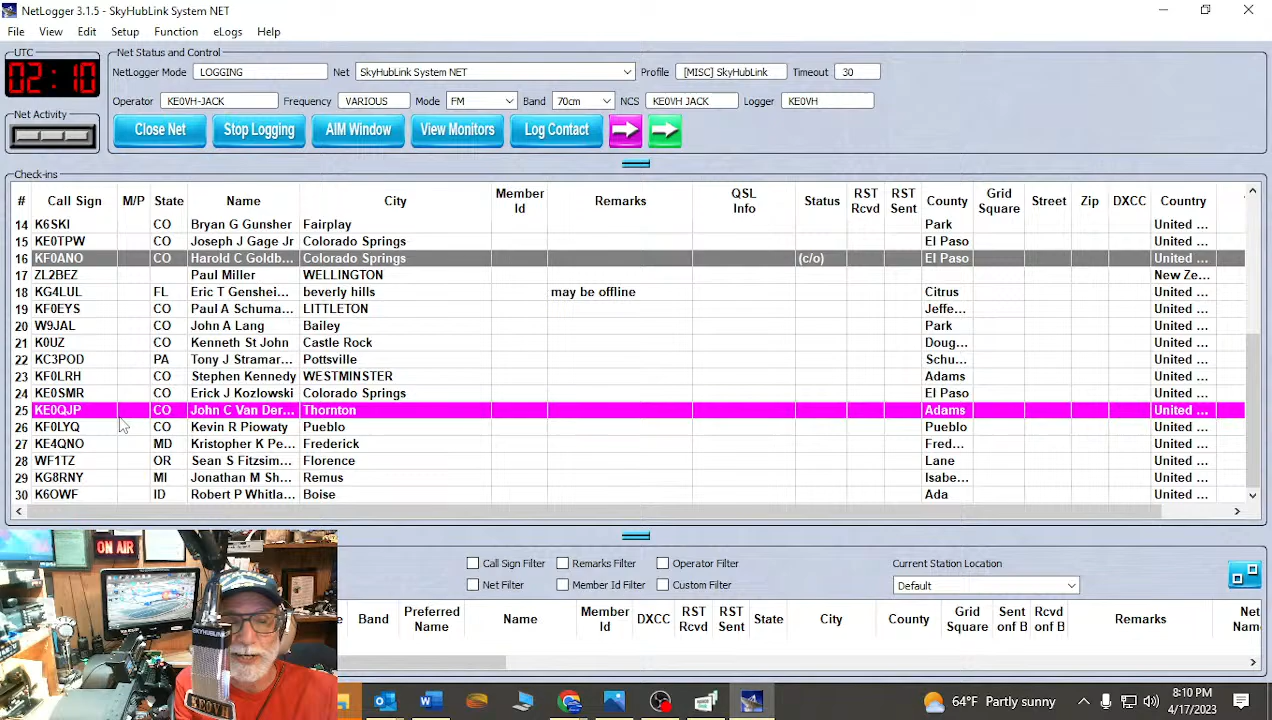 NetLogger 3.1.5 - SkyHubLink System NET
File View Edit Setup Function eLogs Help
UTC
02:10
Net Activity
Net Status and Control
NetLogger Mode LOGGING Net SkyHubLink System NET Profile [MISC] SkyHubLink Timeout 30
Operator KE0VH-JACK Frequency VARIOUS Mode FM Band 70cm NCS KE0VH JACK Logger KE0VH
Close Net Stop Logging AIM Window View Monitors Log Contact
Check-ins
# Call Sign M/P State Name City Member Id Remarks QSL Info Status RST Rcvd RST Sent County Grid Square Street Zip DXCC Country
14 K6SKI CO Bryan G Gunsher Fairplay Park United ...
15 KE0TPW CO Joseph J Gage Jr Colorado Springs El Paso United ...
16 KF0ANO CO Harold C Goldb... Colorado Springs (c/o) El Paso United ...
17 ZL2BEZ Paul Miller WELLINGTON New Ze...
18 KG4LUL FL Eric T Genshei... beverly hills may be offline Citrus United ...
19 KF0EYS CO Paul A Schuma... LITTLETON Jeffe... United ...
20 W9JAL CO John A Lang Bailey Park United ...
21 K0UZ CO Kenneth St John Castle Rock Doug... United ...
22 KC3POD PA Tony J Stramar... Pottsville Schu... United ...
23 KF0LRH CO Stephen Kennedy WESTMINSTER Adams United ...
24 KE0SMR CO Erick J Kozlowski Colorado Springs El Paso United ...
25 KE0QJP CO John C Van Der... Thornton Adams United ...
26 KF0LYQ CO Kevin R Piowaty Pueblo Pueblo United ...
27 KE4QNO MD Kristopher K Pe... Frederick Fred... United ...
28 WF1TZ OR Sean S Fitzsim... Florence Lane United ...
29 KG8RNY MI Jonathan M Sh... Remus Isabe... United ...
30 K6OWF ID Robert P Whitla... Boise Ada United ...
Call Sign Filter Remarks Filter Operator Filter Current Station Location
Net Filter Member Id Filter Custom Filter Default
Band Preferred Name Name Member Id DXCC RST Rcvd RST Sent State City County Grid Square Sent onf B Rcvd onf B Remarks Net Name
ON AIR
SKYHUBLINK
KE0VH
64°F Partly sunny 8:10 PM
4/17/2023